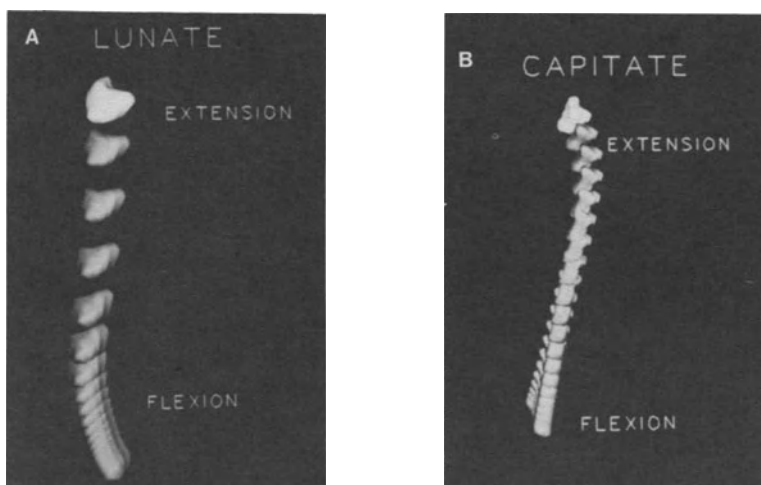 A
LUNATE
EXTENSION
FLEXION
B
CAPITATE
EXTENSION
FLEXION